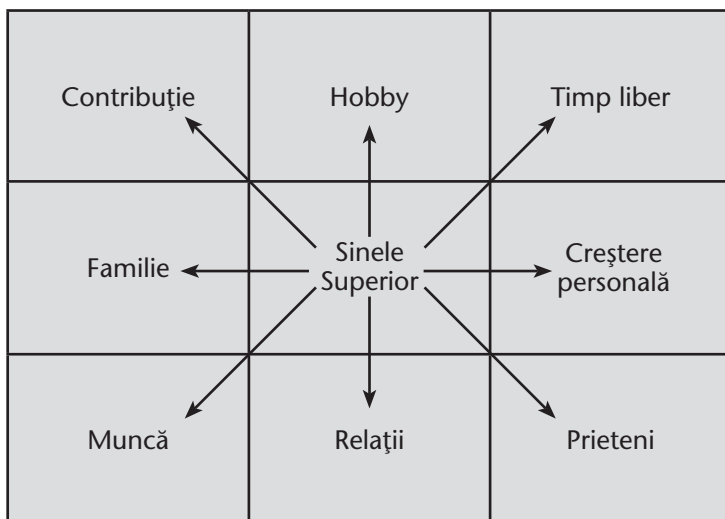 Contribuţie
Hobby
Timp liber
Familie
Sinele
Superior
Creştere
personală
Muncă
Relaţii
Prieteni